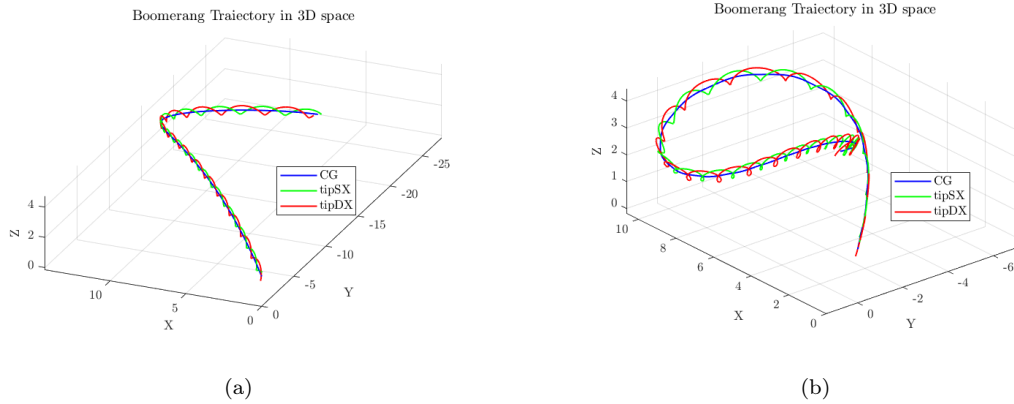 Boomerang Traiectory in 3D space
4
2
0
Z
10
5
0
X
0
-5
-10
-15
-20
-25
Y
CG
tipSX
tipDX
(a)
Boomerang Traiectory in 3D space
4
3
2
1
0
Z
10
8
6
4
2
0
X
0
-2
-4
-6
Y
CG
tipSX
tipDX
(b)